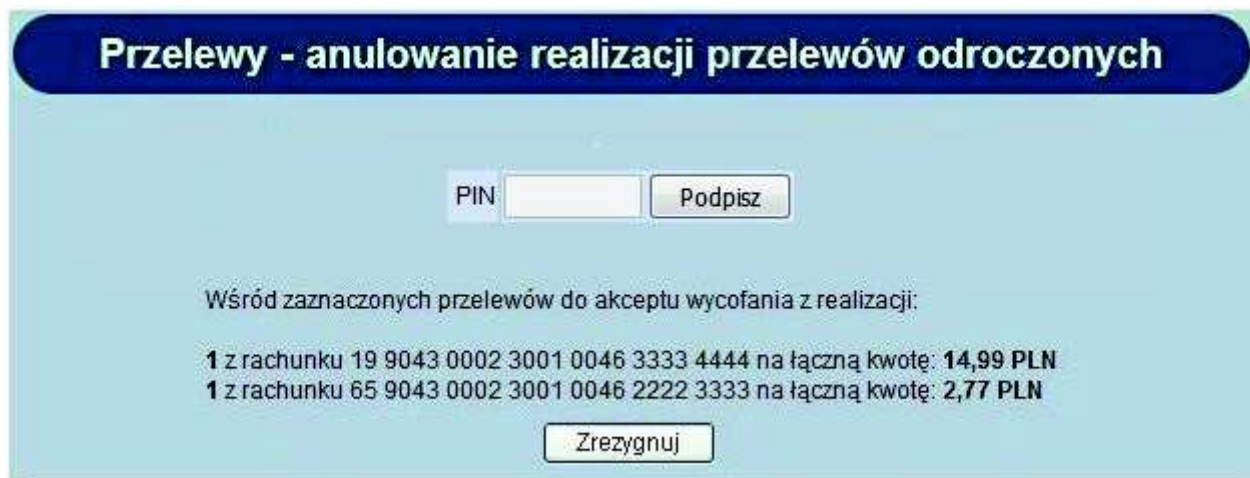 Przelewy - anulowanie realizacji przelewów odroczonych
PIN Podpisz
Wśród zaznaczonych przelewów do akceptu wycofania z realizacji:
1 z rachunku 19 9043 0002 3001 0046 3333 4444 na łączną kwotę: 14,99 PLN
1 z rachunku 65 9043 0002 3001 0046 2222 3333 na łączną kwotę: 2,77 PLN
Zrezygnuj